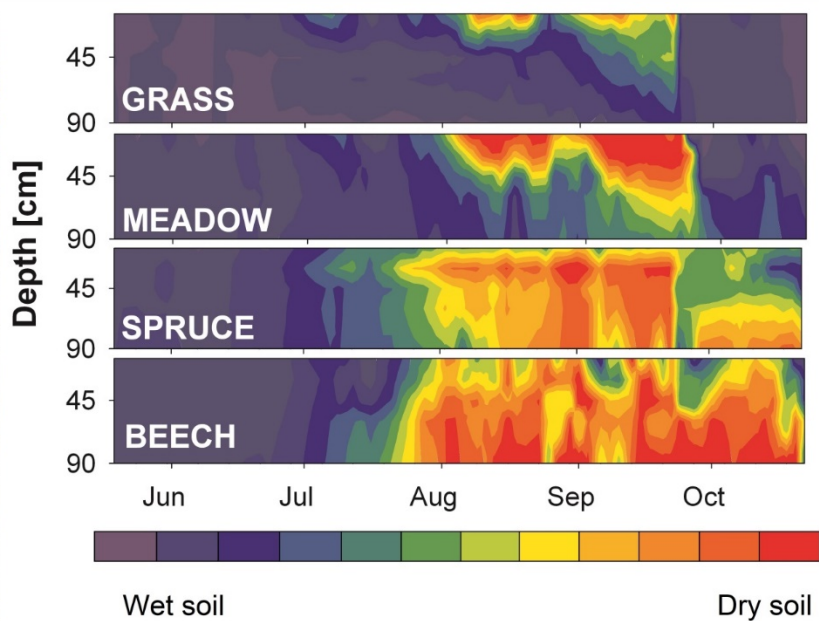 45
GRASS
90
45
MEADOW
90
Depth [cm]
45
SPRUCE
90
45
BEECH
90
Jun Jul Aug Sep Oct
Wet soil Dry soil